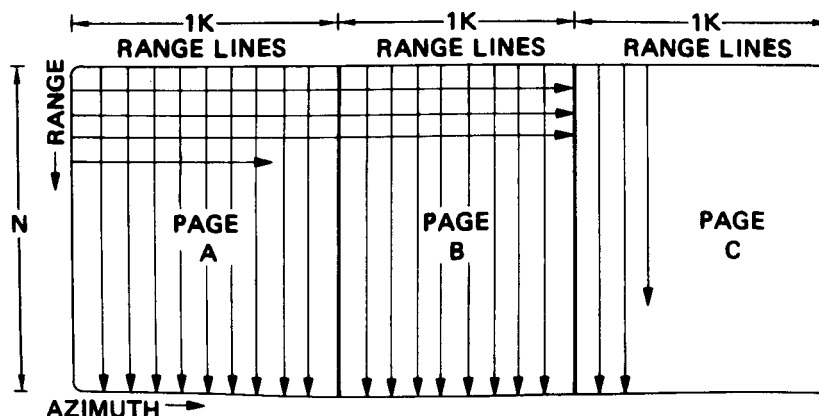 1K 1K 1K
RANGE LINES RANGE LINES RANGE LINES
RANGE
N
PAGE A
PAGE B
PAGE C
AZIMUTH